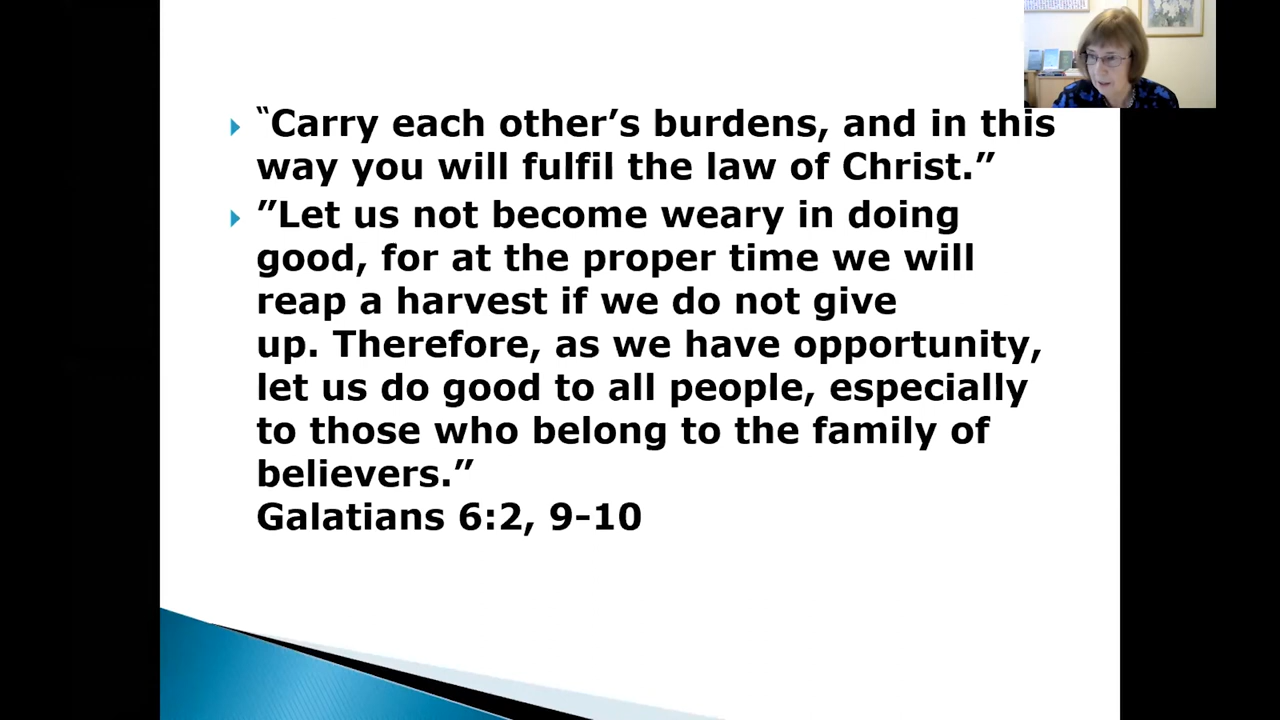 “Carry each other’s burdens, and in this
way you will fulfil the law of Christ.”
”Let us not become weary in doing
good, for at the proper time we will
reap a harvest if we do not give
up. Therefore, as we have opportunity,
let us do good to all people, especially
to those who belong to the family of
believers.”
Galatians 6:2, 9-10